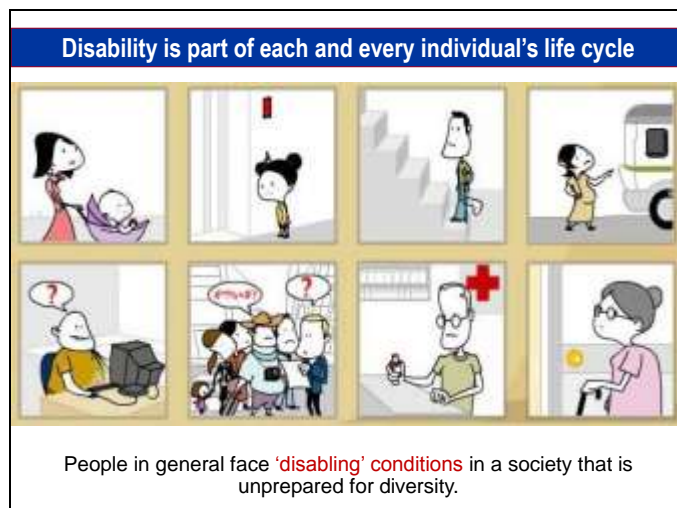 Disability is part of each and every individual's life cycle
?
?
People in general face ‘disabling’ conditions in a society that is
unprepared for diversity.